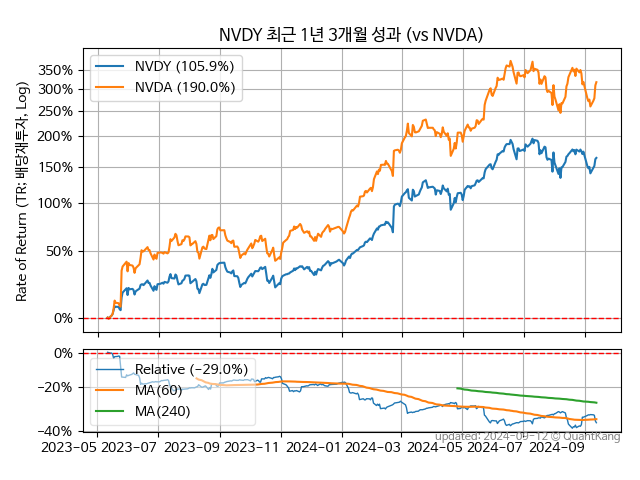 NVDY 최근 1년 3개월 성과 (vs NVDA)
Rate of Return (TR: 배당재투자, Log)
350%
300%
250%
200%
150%
100%
50%
0%
NVDY (105.9%)
NVDA (190.0%)
0%
−20%
−40%
Relative (−29.0%)
MA(60)
MA(240)
2023−05 2023−07 2023−09 2023−11 2024−01 2024−03 2024−05 2024−07 2024−09
updated: 2024−09−12 © QuantKang